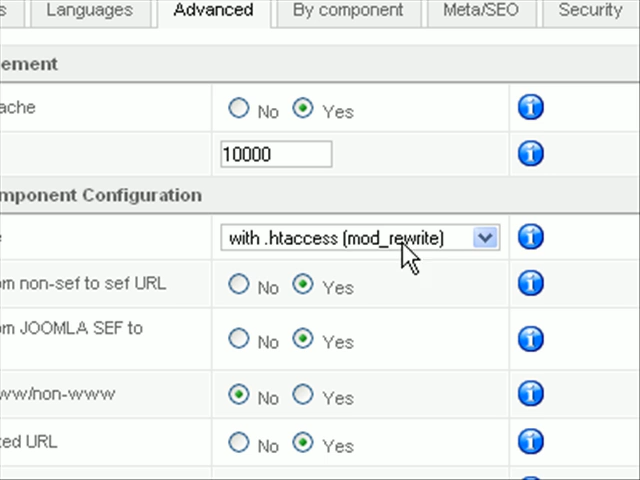 s Languages Advanced By component Meta/SEO Security
ement
ache No Yes
10000
mponent Configuration
e with .htaccess (mod_rewrite)
om non-sef to sef URL No Yes
om JOOMLA SEF to No Yes
ww/non-www No Yes
ted URL No Yes